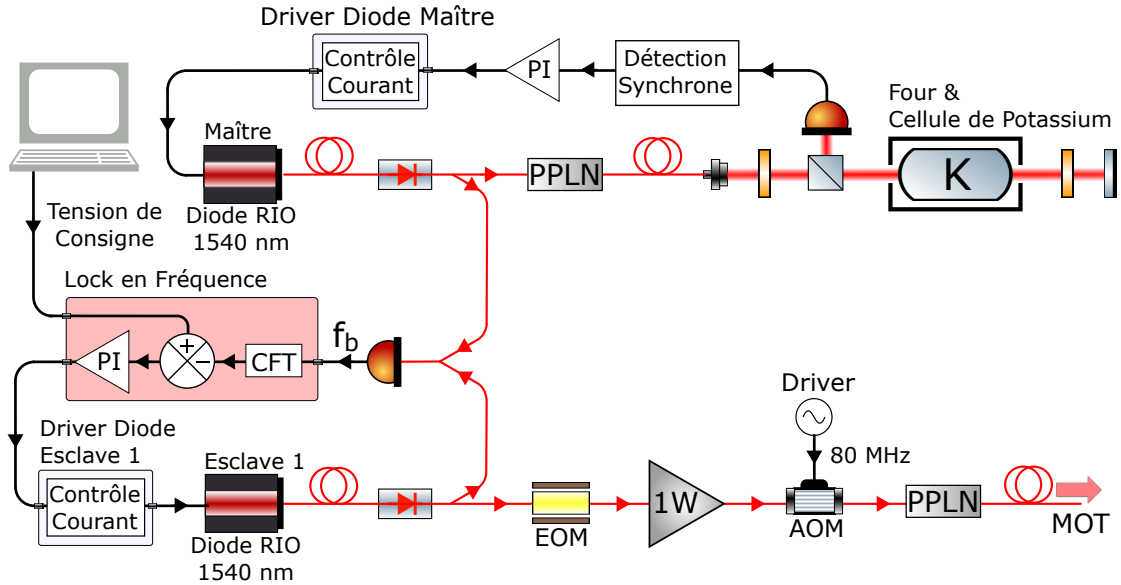 Driver Diode Maître
Contrôle
Courant
PI
Détection
Synchrone
Four &
Cellule de Potassium
Maître
PPLN
K
Diode RIO
1540 nm
Tension de
Consigne
Lock en Fréquence
+
-
PI
CFT
fb
Driver Diode
Esclave 1
Contrôle
Courant
Esclave 1
Diode RIO
1540 nm
EOM
1W
Driver
80 MHz
AOM
PPLN
MOT